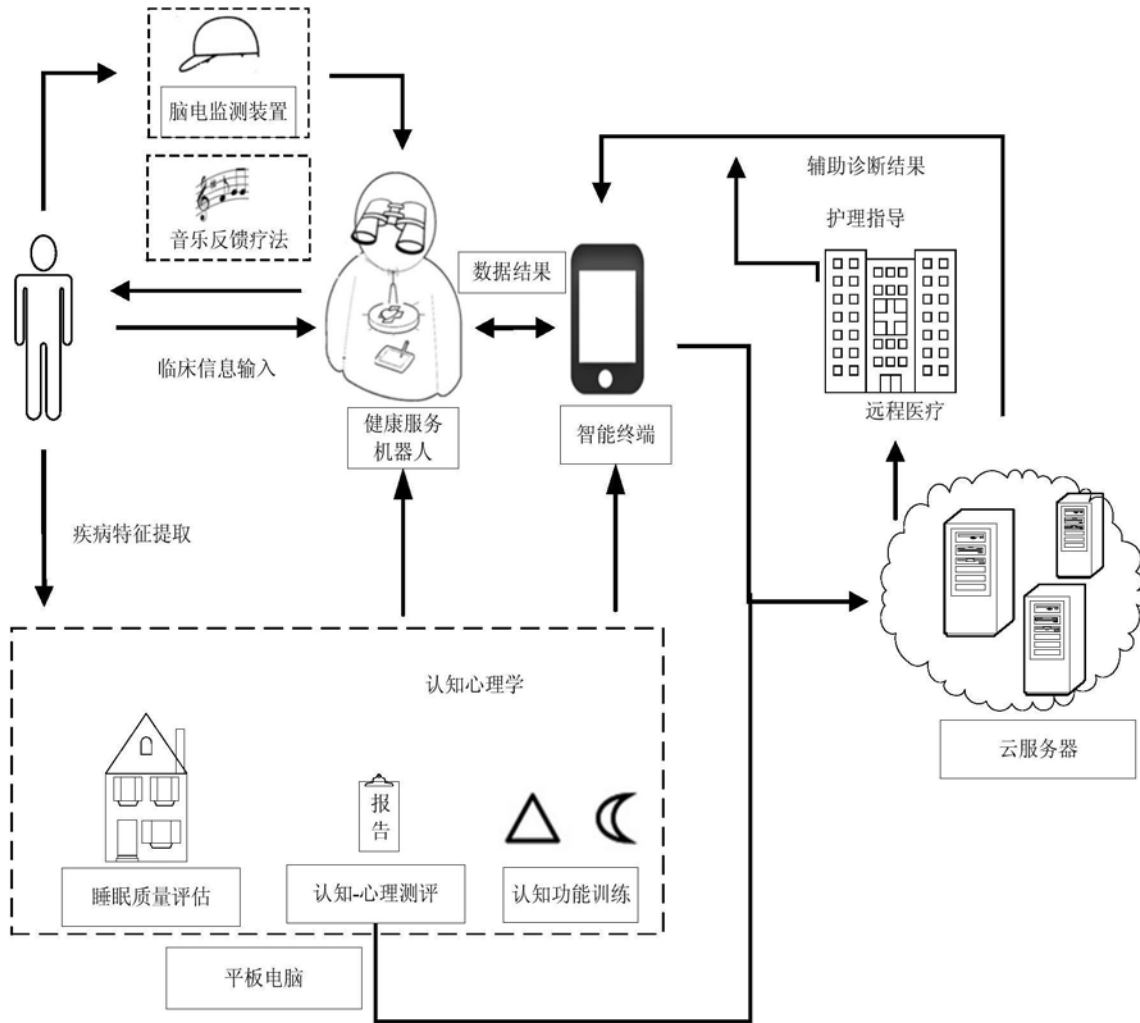 脑电监测装置
音乐反馈疗法
辅助诊断结果
护理指导
数据结果
临床信息输入
健康服务
机器人
智能终端
远程医疗
疾病特征提取
认知心理学
云服务器
报
告
睡眠质量评估
认知-心理测评
认知功能训练
平板电脑